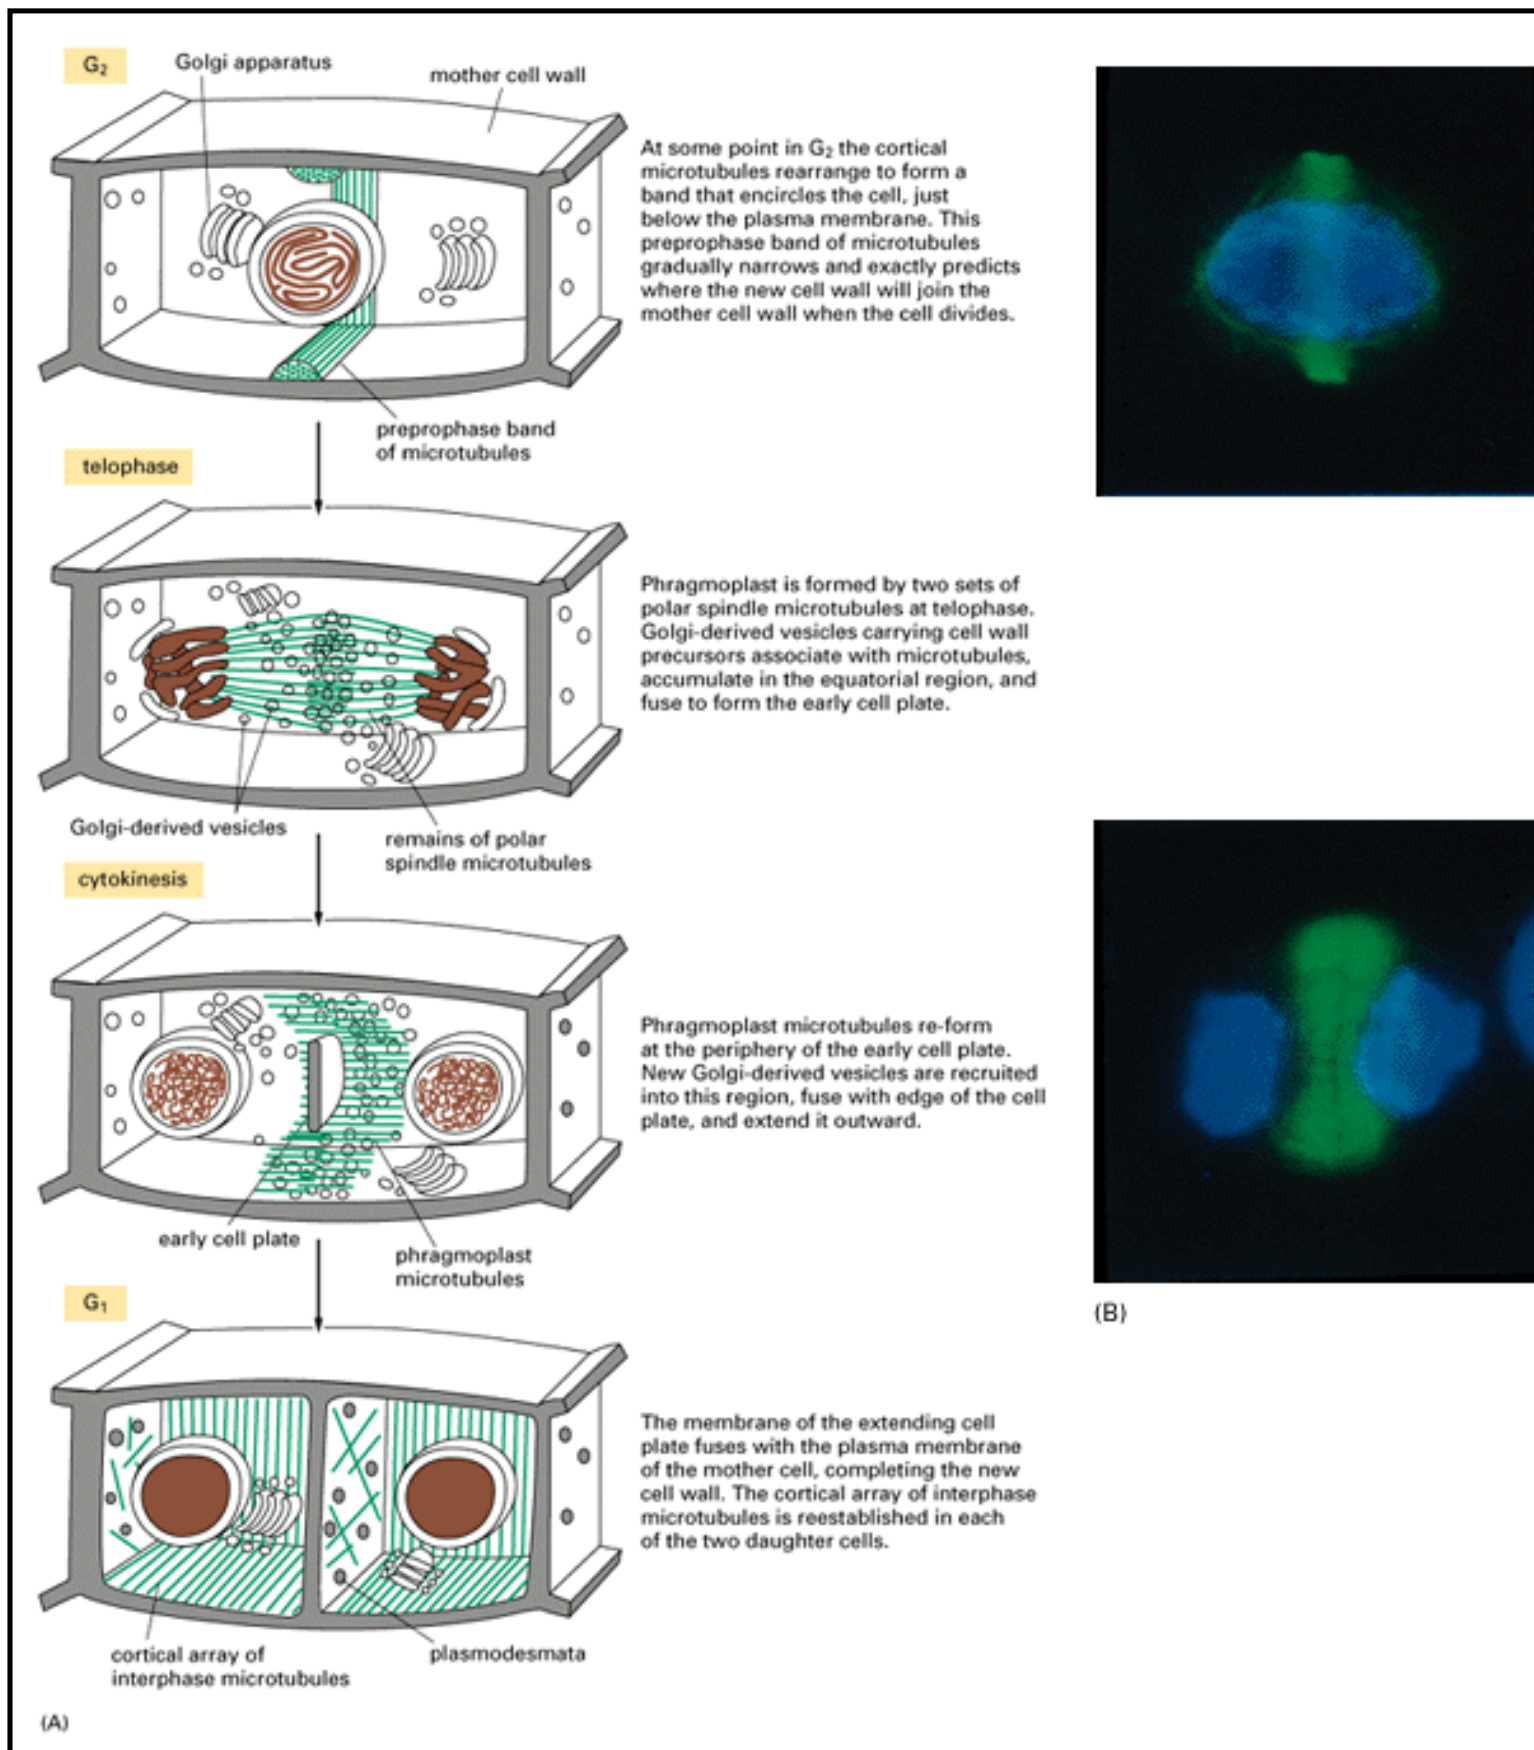 G₂
Golgi apparatus
mother cell wall
At some point in G₂ the cortical
microtubules rearrange to form a
band that encircles the cell, just
below the plasma membrane. This
preprophase band of microtubules
gradually narrows and exactly predicts
where the new cell wall will join the
mother cell wall when the cell divides.
preprophase band
of microtubules
telophase
Phragmoplast is formed by two sets of
polar spindle microtubules at telophase.
Golgi-derived vesicles carrying cell wall
precursors associate with microtubules,
accumulate in the equatorial region, and
fuse to form the early cell plate.
Golgi-derived vesicles
remains of polar
spindle microtubules
cytokinesis
Phragmoplast microtubules re-form
at the periphery of the early cell plate.
New Golgi-derived vesicles are recruited
into this region, fuse with edge of the cell
plate, and extend it outward.
early cell plate
phragmoplast
microtubules
G₁
The membrane of the extending cell
plate fuses with the plasma membrane
of the mother cell, completing the new
cell wall. The cortical array of interphase
microtubules is reestablished in each
of the two daughter cells.
cortical array of
interphase microtubules
plasmodesmata
(A)
(B)